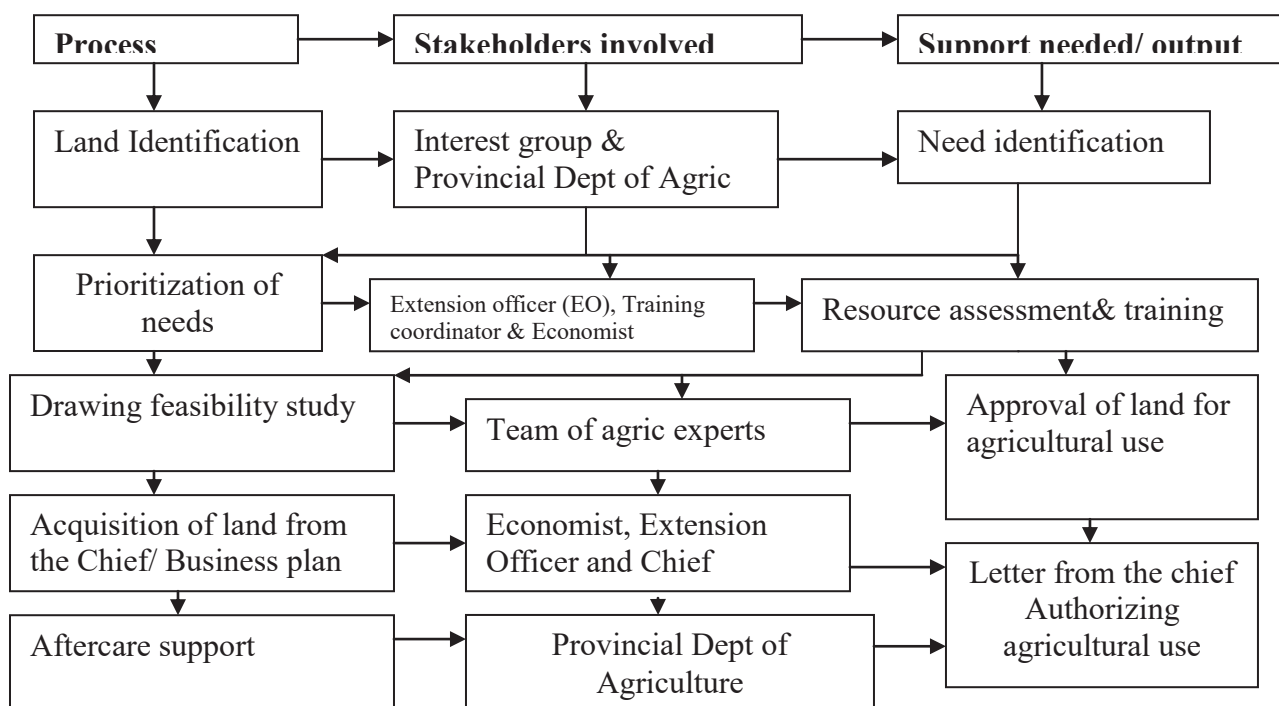 Process
Stakeholders involved
Support needed/ output
Land Identification
Interest group &
Provincial Dept of Agric
Need identification
Prioritization of
needs
Extension officer (EO), Training
coordinator & Economist
Resource assessment& training
Drawing feasibility study
Team of agric experts
Approval of land for
agricultural use
Acquisition of land from
the Chief/ Business plan
Economist, Extension
Officer and Chief
Letter from the chief
Authorizing
agricultural use
Aftercare support
Provincial Dept of
Agriculture